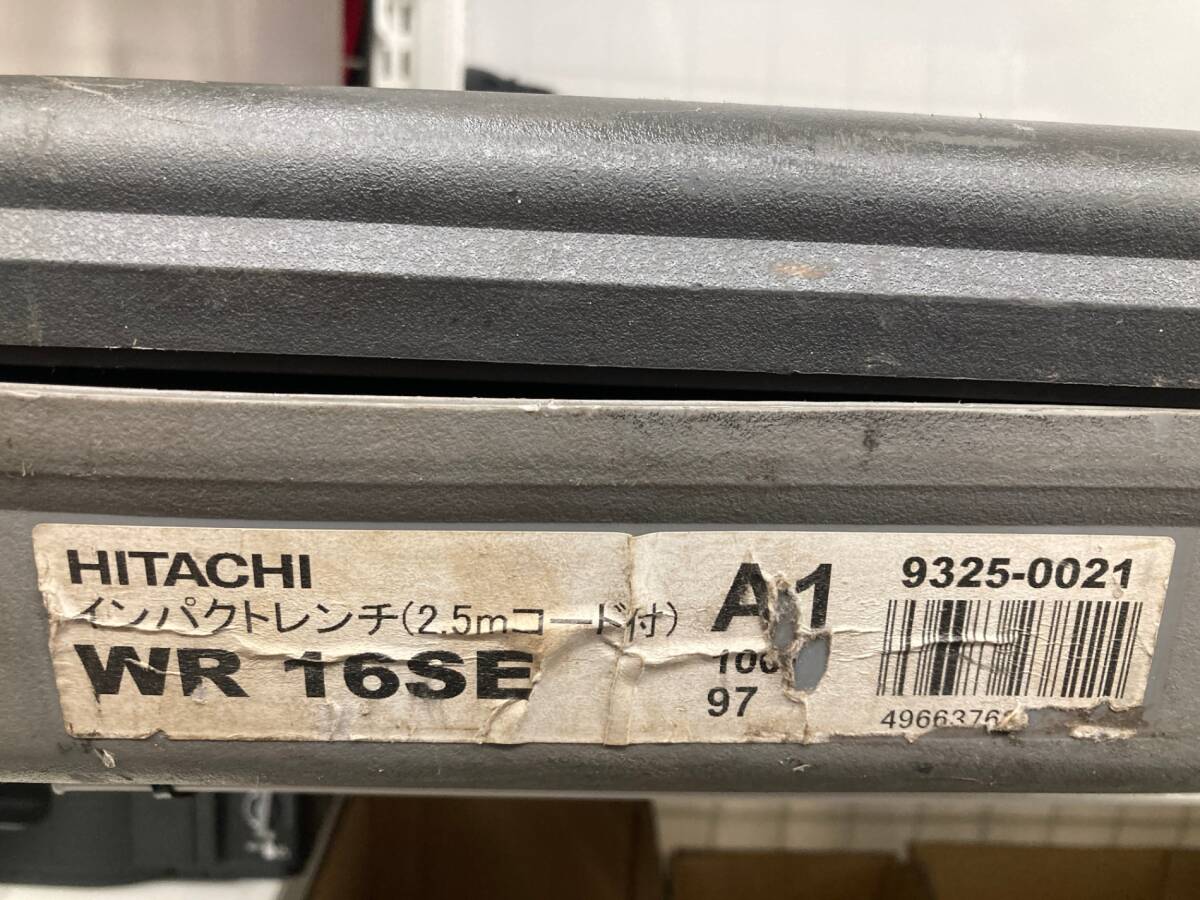 HITACHI
インパクトレンチ(2.5mコード付)
WR 16SE
A1
97
9325-0021